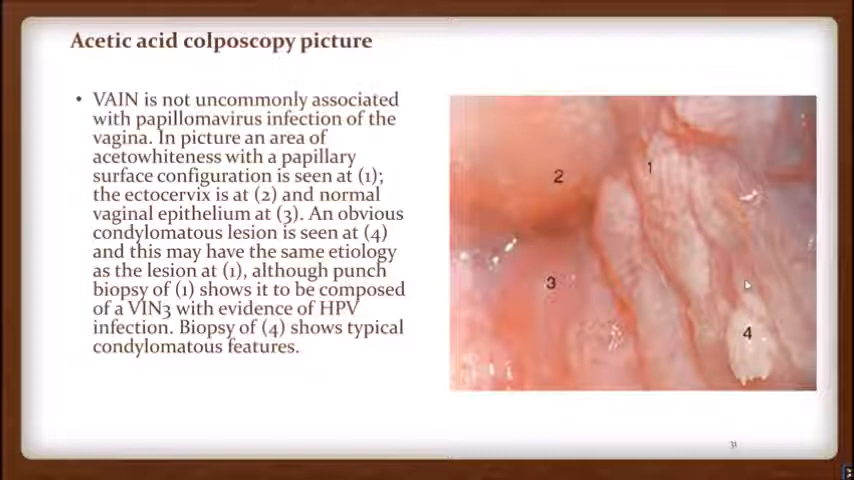 Acetic acid colposcopy picture
• VAIN is not uncommonly associated
with papillomavirus infection of the
vagina. In picture an area of
acetowhiteness with a papillary
surface configuration is seen at (1);
the ectocervix is at (2) and normal
vaginal epithelium at (3). An obvious
condylomatous lesion is seen at (4)
and this may have the same etiology
as the lesion at (1), although punch
biopsy of (1) shows it to be composed
of a VIN3 with evidence of HPV
infection. Biopsy of (4) shows typical
condylomatous features.
1
2
3
4
31